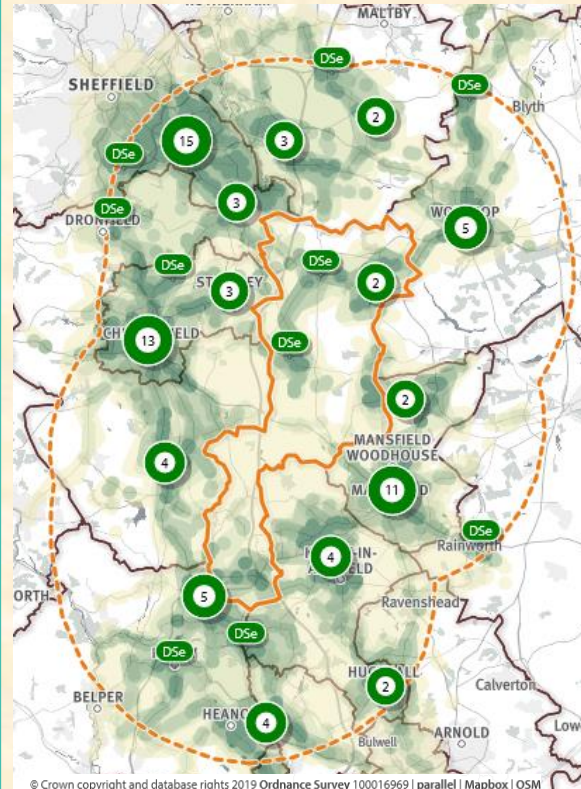 MALTBY
DSe
SHEFFIELD
DSe
Blyth
2
15
3
DSe
3
DSe
DRONFIELD
5
DSe
DSe
2
3
DSe
13
2
MANSFIELD
WOODHOUSE
4
11
DSe
4
Rainworth
5
Ravenshead
DSe
DSe
2
Calverton
BELPER
4
ARNOLD
Bulwell
© Crown copyright and database rights 2019 Ordnance Survey 100016969 | parallel | Mapbox | OSM